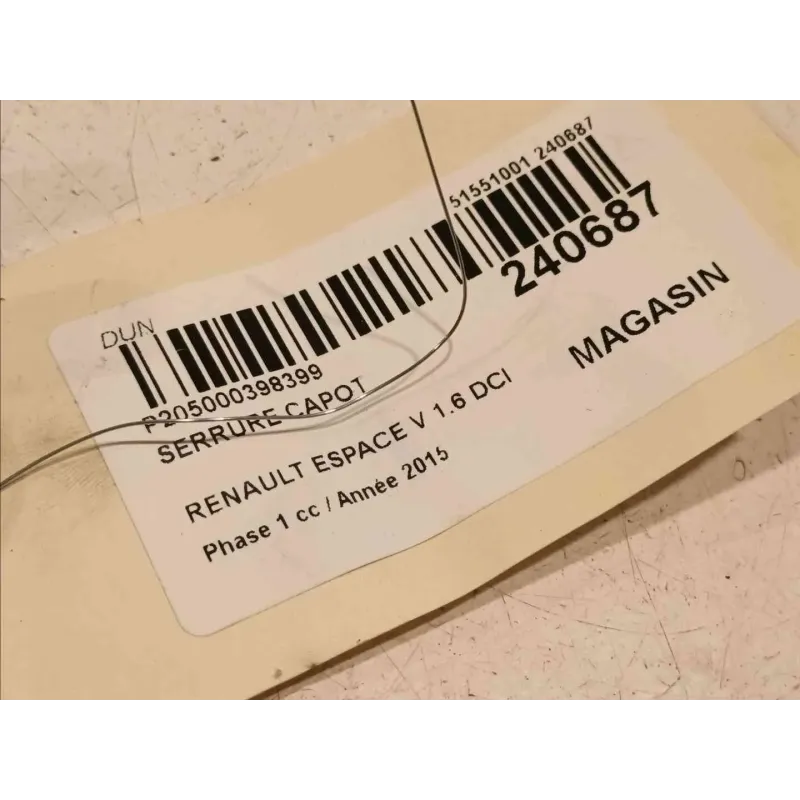 51551001 240687
DUN
240687
P205000398399
SERRURE CAPOT
MAGASIN
RENAULT ESPACE V 1.6 DCI
Phase 1 cc / Année 2015